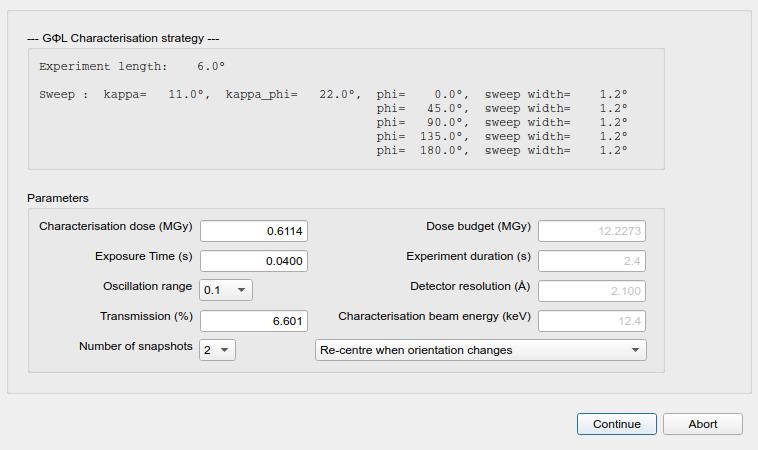 --- GΦL Characterisation strategy ---
Experiment length: 6.0°
Sweep : kappa= 11.0°, kappa_phi= 22.0°, phi= 0.0°, sweep width= 1.2°
phi= 45.0°, sweep width= 1.2°
phi= 90.0°, sweep width= 1.2°
phi= 135.0°, sweep width= 1.2°
phi= 180.0°, sweep width= 1.2°
Parameters
Characterisation dose (MGy) 0.6114 Dose budget (MGy) 12.2273
Exposure Time (s) 0.0400 Experiment duration (s) 2.4
Oscillation range 0.1 Detector resolution (Å) 2.100
Transmission (%) 6.601 Characterisation beam energy (keV) 12.4
Number of snapshots 2 Re-centre when orientation changes
Continue Abort